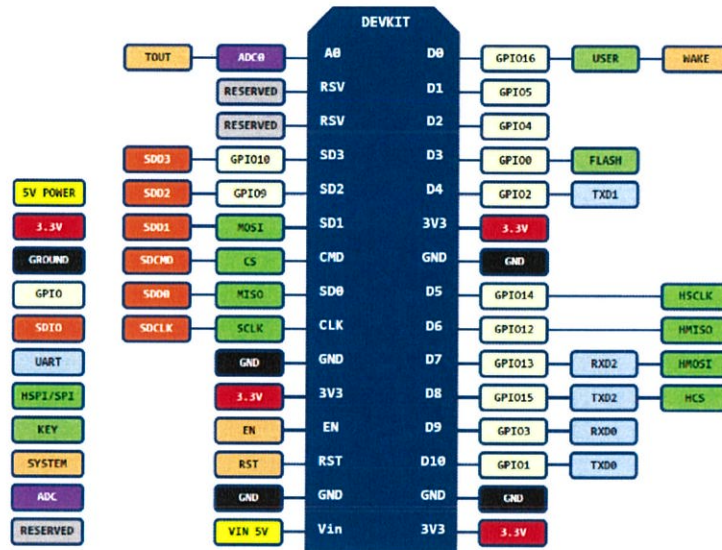 DEVKIT
TOUT ADC0 A0 D0 GPIO16 USER WAKE
RESERVED RSV D1 GPIO5
RESERVED RSV D2 GPIO4
SDD3 GPIO10 SD3 D3 GPIO0 FLASH
5V POWER SDD2 GPIO9 SD2 D4 GPIO2 TXD1
3.3V SDD1 MOSI SD1 3V3 3.3V
GROUND SDCMD CS CMD GND GND
GPIO SDD0 MISO SD0 D5 GPIO14 HSCLK
SDIO SDCLK SCLK CLK D6 GPIO12 HMISO
UART GND GND D7 GPIO13 RXD2 HMOSI
HSPI/SPI 3.3V 3V3 D8 GPIO15 TXD2 HCS
KEY EN EN D9 GPIO3 RXD0
SYSTEM RST RST D10 GPIO1 TXD0
ADC GND GND GND GND
RESERVED VIN 5V Vin 3V3 3.3V